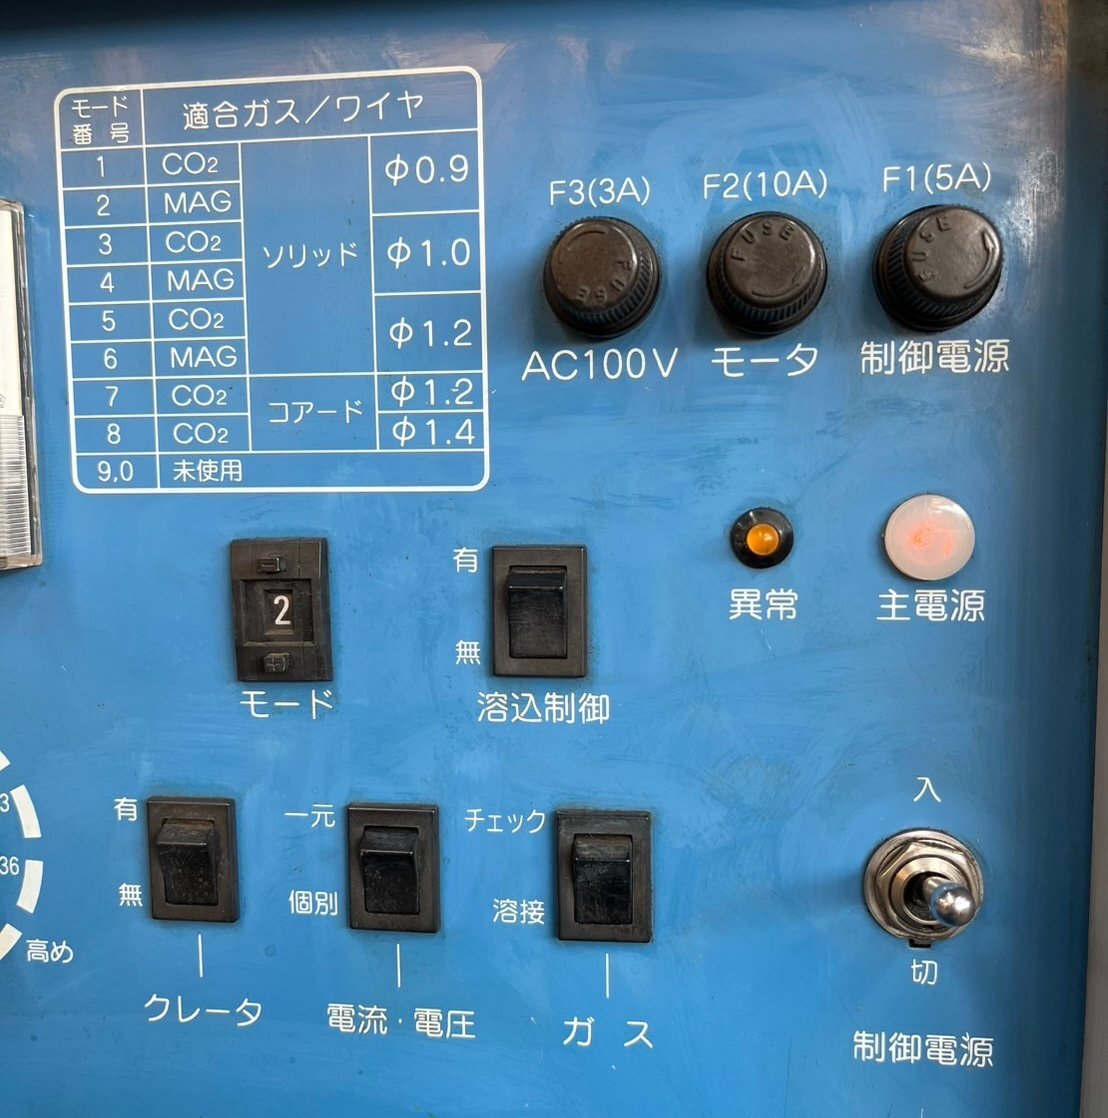 モード番号 適合ガス/ワイヤ
1 CO2 ソリッド φ0.9
2 MAG
3 CO2 φ1.0
4 MAG
5 CO2 φ1.2
6 MAG
7 CO2 コアード φ1.2
8 CO2 φ1.4
9,0 未使用
F3(3A) F2(10A) F1(5A)
FUSE FUSE FUSE
AC100V モータ 制御電源
異常 主電源
2
モード
有
無
溶込制御
3
36
高め
有
無
クレータ
一元
個別
電流・電圧
チェック
溶接
ガス
入
切
制御電源